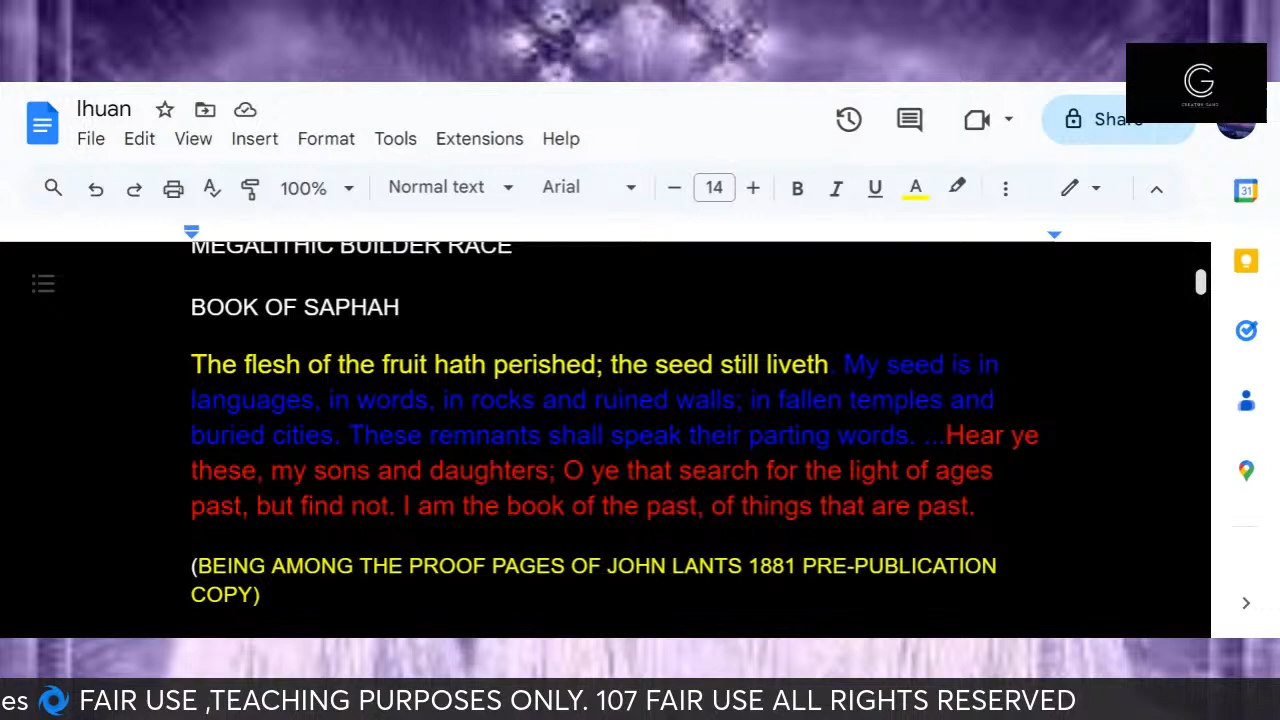 Ihuan
File Edit View Insert Format Tools Extensions Help
Share
G
CREATIVE GANG
100% Normal text Arial 14 B I U A
31
MEGALITHIC BUILDER RACE
BOOK OF SAPHAH
The flesh of the fruit hath perished; the seed still liveth. My seed is in
languages, in words, in rocks and ruined walls; in fallen temples and
buried cities. These remnants shall speak their parting words. ...Hear ye
these, my sons and daughters; O ye that search for the light of ages
past, but find not. I am the book of the past, of things that are past.
(BEING AMONG THE PROOF PAGES OF JOHN LANTS 1881 PRE-PUBLICATION
COPY)
es FAIR USE ,TEACHING PURPOSES ONLY. 107 FAIR USE ALL RIGHTS RESERVED